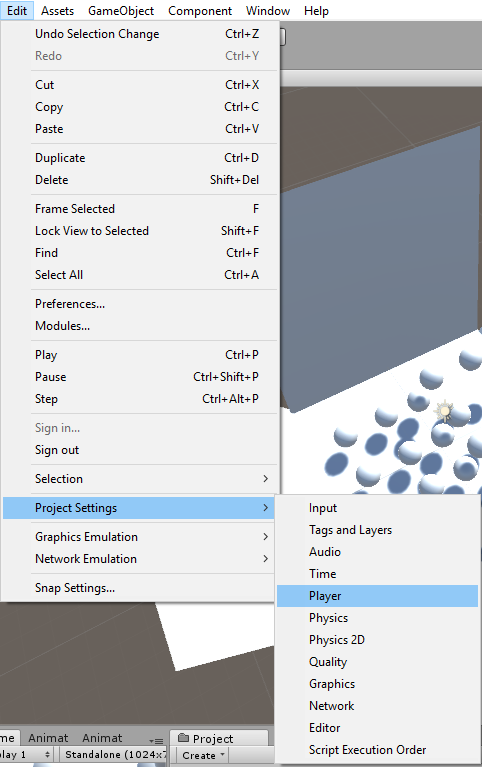 Edit Assets GameObject Component Window Help
Undo Selection Change Ctrl+Z
Redo Ctrl+Y
Cut Ctrl+X
Copy Ctrl+C
Paste Ctrl+V
Duplicate Ctrl+D
Delete Shift+Del
Frame Selected F
Lock View to Selected Shift+F
Find Ctrl+F
Select All Ctrl+A
Preferences...
Modules...
Play Ctrl+P
Pause Ctrl+Shift+P
Step Ctrl+Alt+P
Sign in...
Sign out
Selection
Project Settings
Graphics Emulation
Network Emulation
Snap Settings...
Input
Tags and Layers
Audio
Time
Player
Physics
Physics 2D
Quality
Graphics
Network
Editor
Script Execution Order
me Animat Animat Project
play 1 Standalone (1024x7 Create